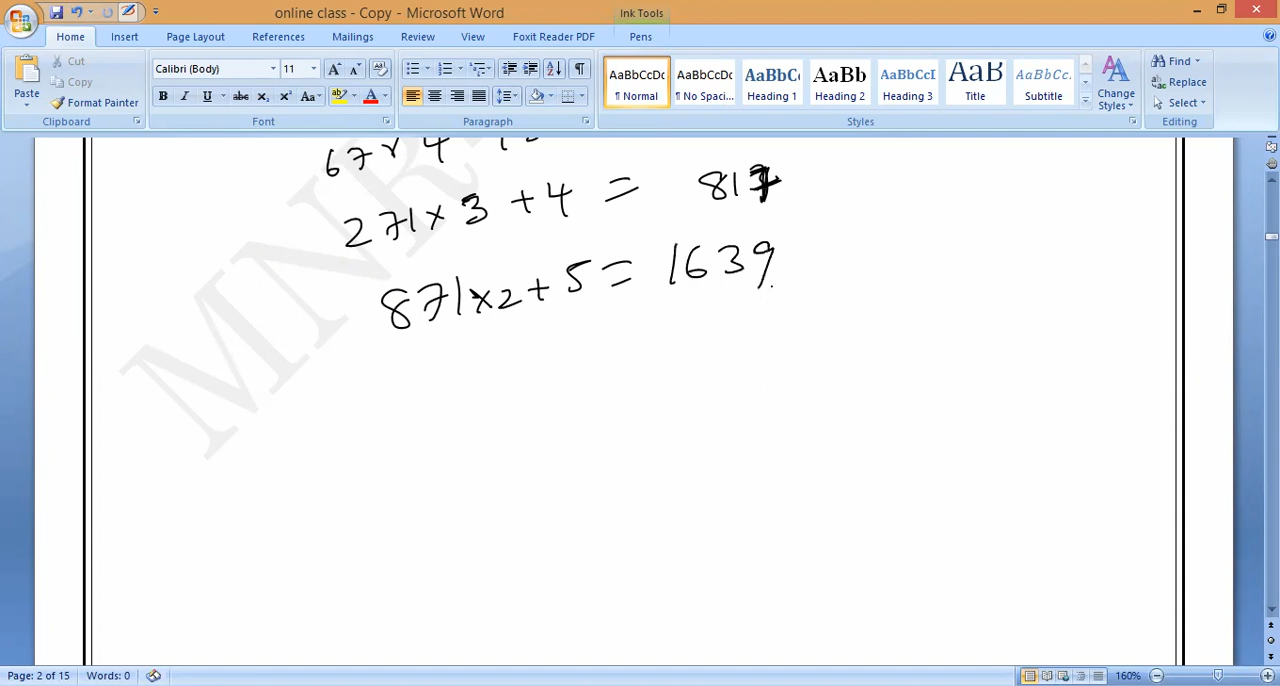 online class - Copy - Microsoft Word
Ink Tools
Home Insert Page Layout References Mailings Review View Foxit Reader PDF Pens
Paste
Cut
Copy
Format Painter
Clipboard
Calibri (Body) 11
Font
Paragraph
AaBbCcDc AaBbCcDc AaBbC AaBb AaBbCcI AaB AaBbCc.
¶ Normal ¶ No Spaci... Heading 1 Heading 2 Heading 3 Title Subtitle
Change Styles
Styles
Find
Replace
Select
Editing
271 × 3 + 4 =
871 × 2 + 5 = 1639
MNR
Page: 2 of 15 Words: 0 160%